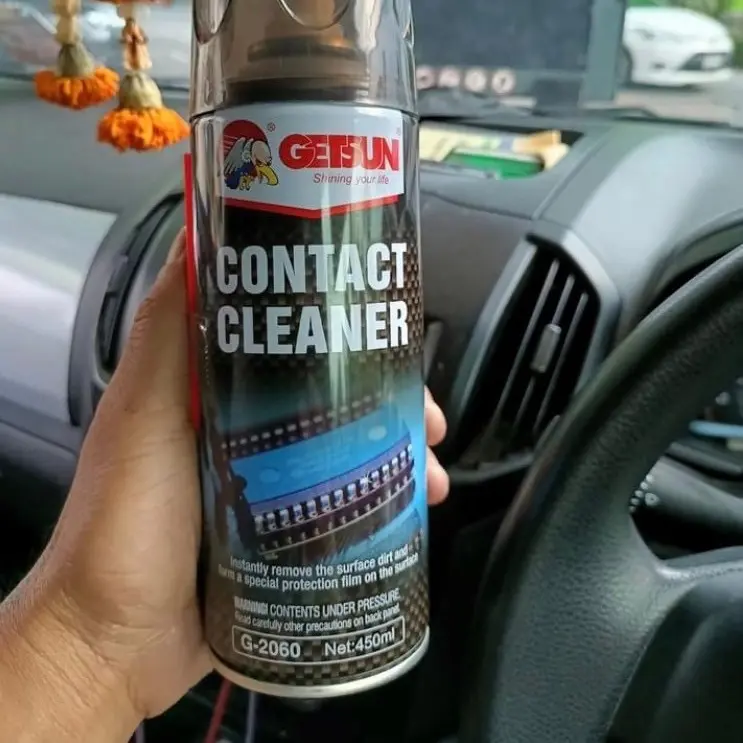 GETSUN
Shining your life
CONTACT
CLEANER
Instantly remove the surface dirt and
form a special protection film on the surface
WARNING! CONTENTS UNDER PRESSURE.
Read carefully other precautions on back panel.
G-2060 Net:450ml